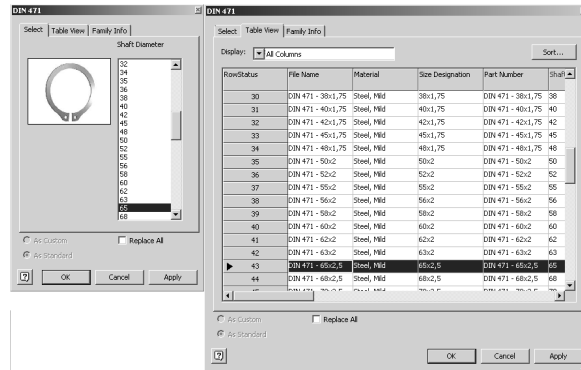 DIN 471
Select Table View Family Info
Shaft Diameter
32
34
35
36
38
40
42
45
48
50
52
55
56
58
60
62
63
65
68
As Custom Replace All
As Standard
OK Cancel Apply
DIN 471
Select Table View Family Info
Display: All Columns Sort...
RowStatus File Name Material Size Designation Part Number Shaft
30 DIN 471 - 38x1,75 Steel, Mild 38x1,75 DIN 471 - 38x1,75 38
31 DIN 471 - 40x1,75 Steel, Mild 40x1,75 DIN 471 - 40x1,75 40
32 DIN 471 - 42x1,75 Steel, Mild 42x1,75 DIN 471 - 42x1,75 42
33 DIN 471 - 45x1,75 Steel, Mild 45x1,75 DIN 471 - 45x1,75 45
34 DIN 471 - 48x1,75 Steel, Mild 48x1,75 DIN 471 - 48x1,75 48
35 DIN 471 - 50x2 Steel, Mild 50x2 DIN 471 - 50x2 50
36 DIN 471 - 52x2 Steel, Mild 52x2 DIN 471 - 52x2 52
37 DIN 471 - 55x2 Steel, Mild 55x2 DIN 471 - 55x2 55
38 DIN 471 - 56x2 Steel, Mild 56x2 DIN 471 - 56x2 56
39 DIN 471 - 58x2 Steel, Mild 58x2 DIN 471 - 58x2 58
40 DIN 471 - 60x2 Steel, Mild 60x2 DIN 471 - 60x2 60
41 DIN 471 - 62x2 Steel, Mild 62x2 DIN 471 - 62x2 62
42 DIN 471 - 63x2 Steel, Mild 63x2 DIN 471 - 63x2 63
43 DIN 471 - 65x2,5 Steel, Mild 65x2,5 DIN 471 - 65x2,5 65
44 DIN 471 - 68x2,5 Steel, Mild 68x2,5 DIN 471 - 68x2,5 68
As Custom Replace All
As Standard
OK Cancel Apply